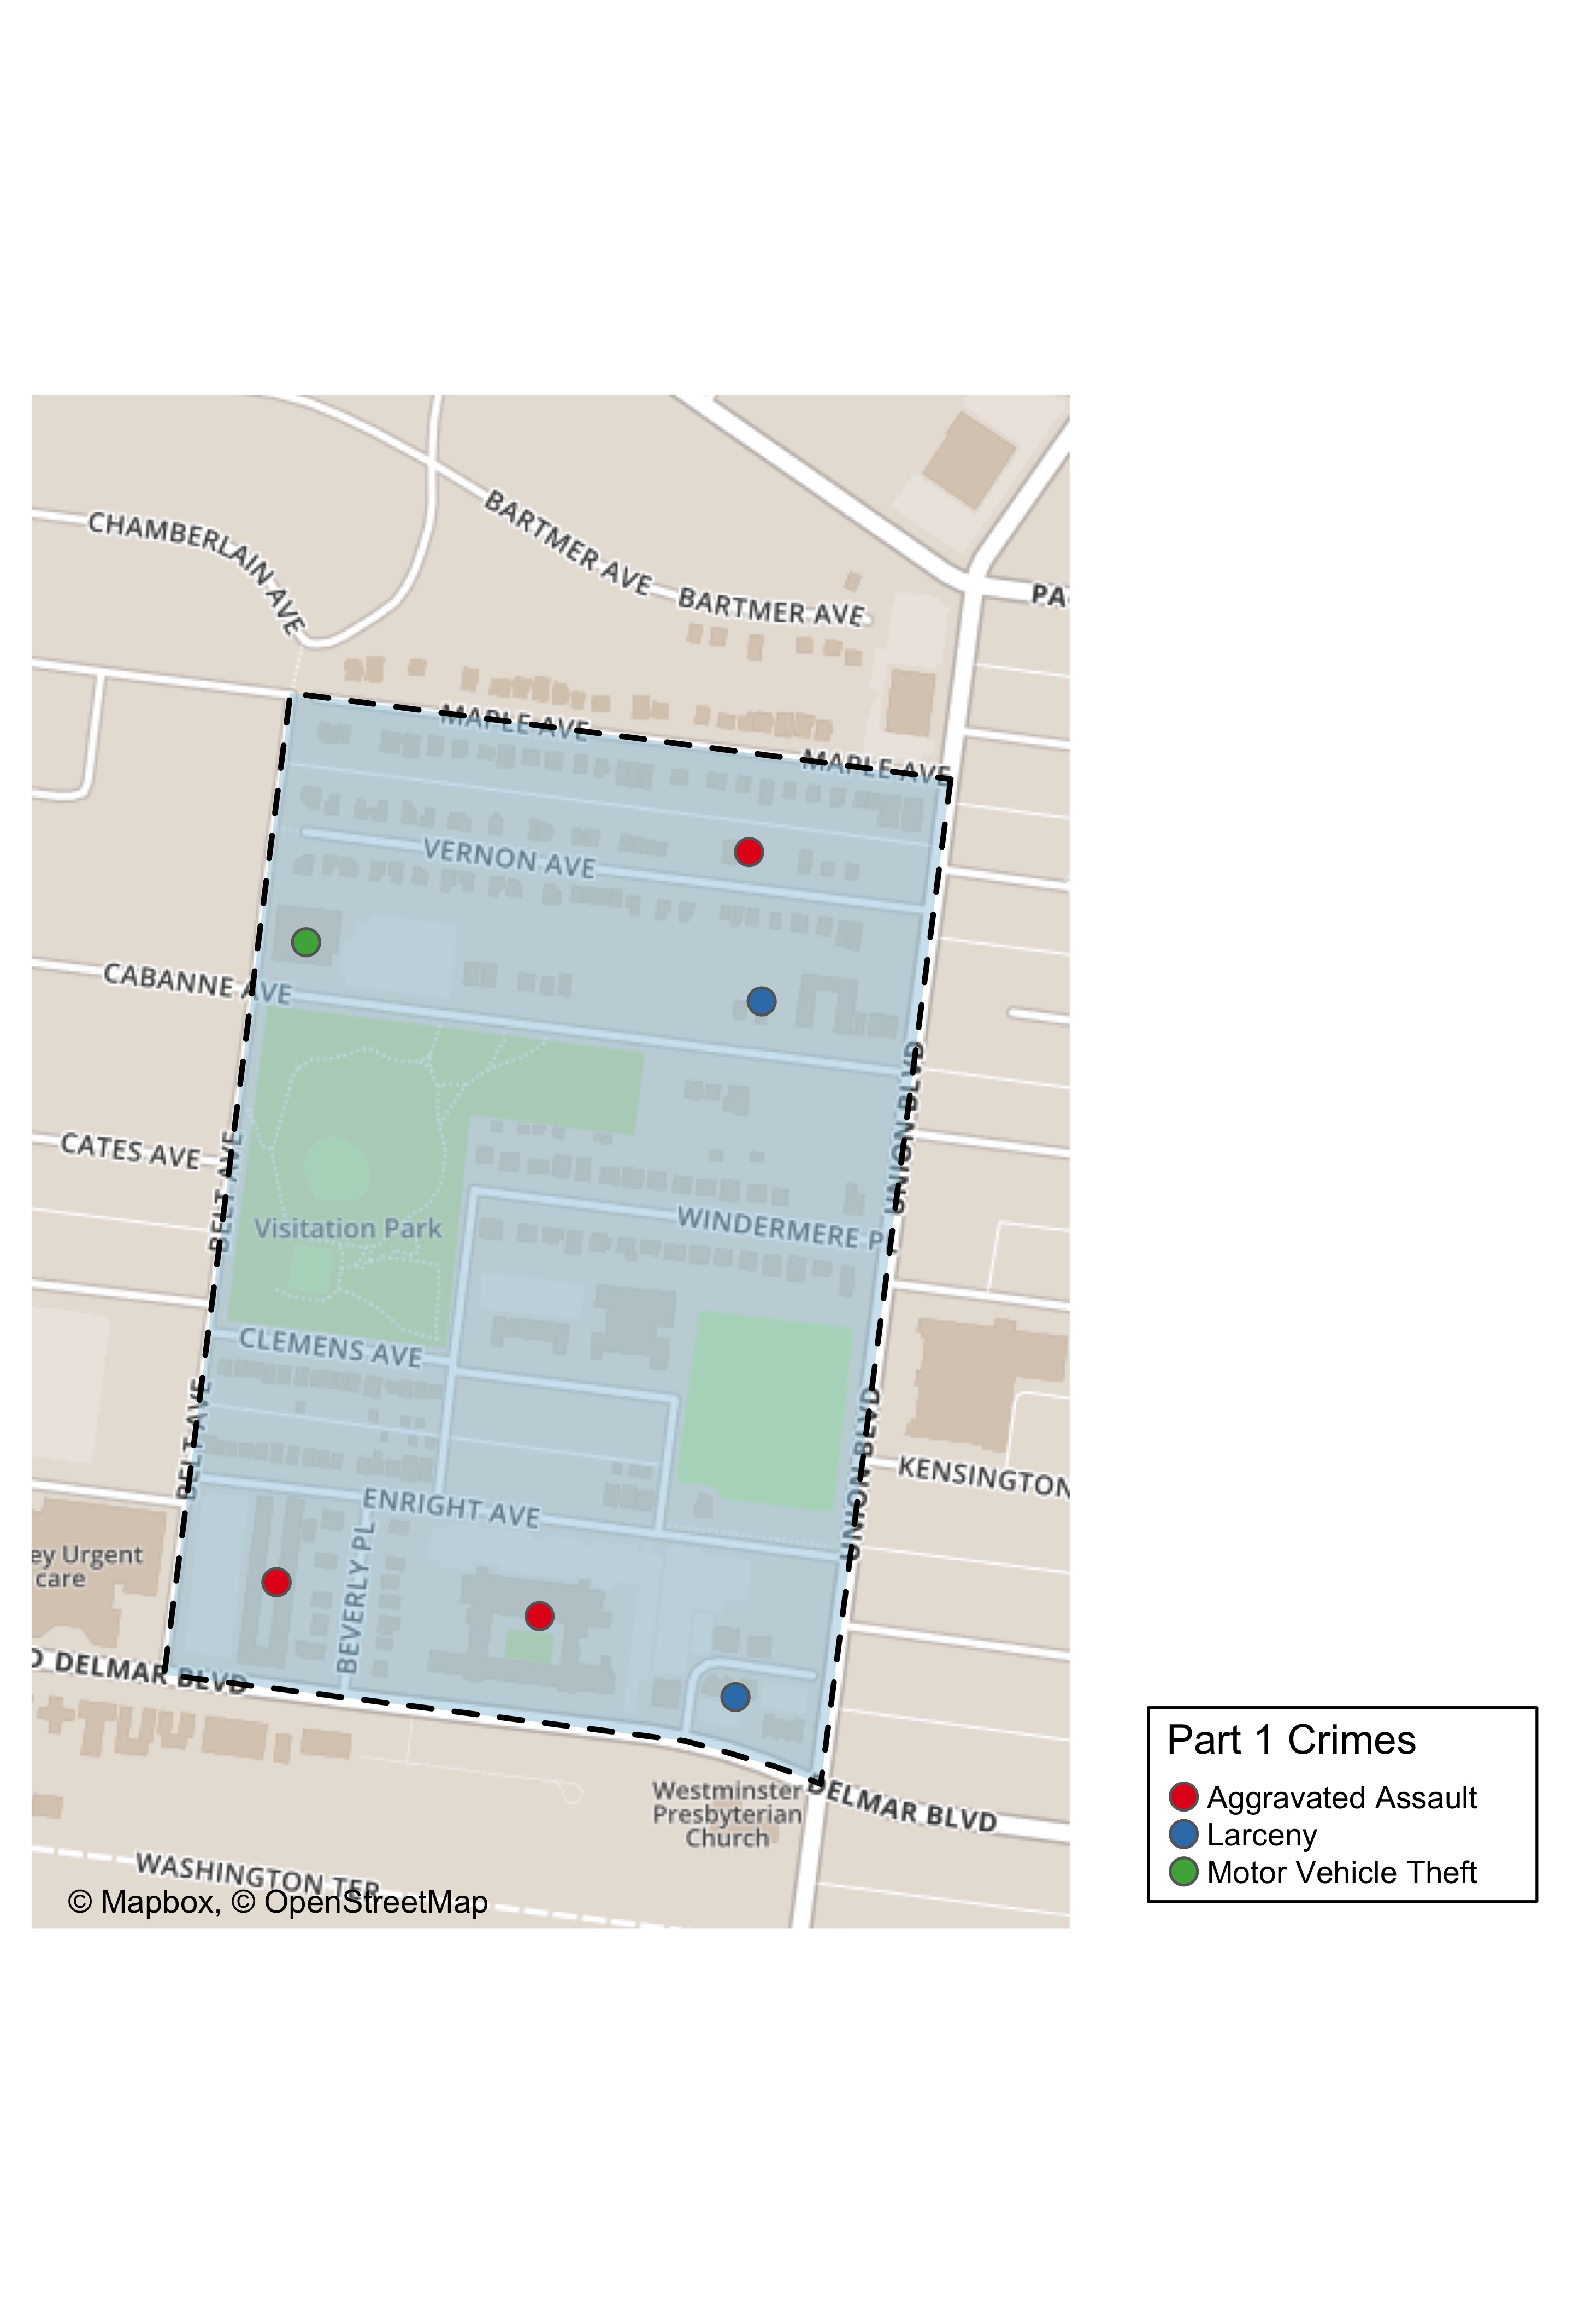 CHAMBERLAIN AVE
BARTMER AVE
BARTMER AVE
PA
MAPLE AVE
MAPLE AVE
VERNON AVE
CABANNE AVE
UNION BLVD
CATES AVE
BELT AVE
Visitation Park
WINDERMERE P
CLEMENS AVE
BELT AVE
UNION BLVD
KENSINGTON
ENRIGHT AVE
ey Urgent
care
BEVERLY PL
O DELMAR BLVD
Westminster
Presbyterian
Church
DELMAR BLVD
WASHINGTON TER
© Mapbox, © OpenStreetMap
Part 1 Crimes
Aggravated Assault
Larceny
Motor Vehicle Theft